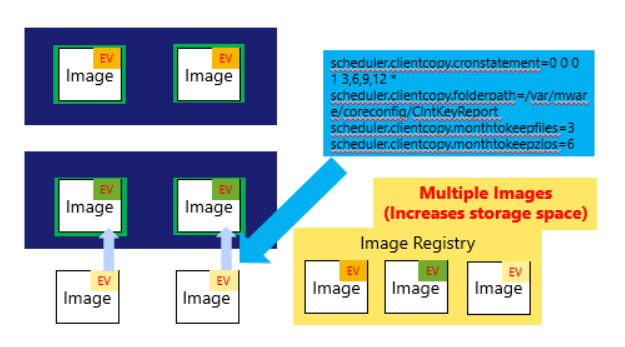 EV
EV
Image
Image
scheduler.clientcopy.cronstatement=0 0 0
1 3,6,9,12 *
scheduler.clientcopy.folderpath=/var/mwar
e/coreconfig/ClntKeyReport
scheduler.clientcopy.monthtokeepfiles=3
scheduler.clientcopy.monthtokeepzips=6
EV
EV
Image
Image
Multiple Images
(Increases storage space)
Image Registry
EV
EV
Image
Image
EV
EV
EV
Image
Image
Image